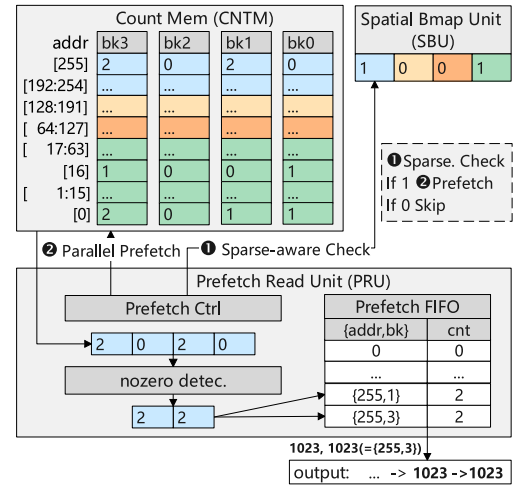 Count Mem (CNTM)
addr bk3 bk2 bk1 bk0
[255] 2 0 2 0
[192:254] ... ... ... ...
[128:191] ... ... ... ...
[ 64:127] ... ... ... ...
[ 17:63] ... ... ... ...
[16] 1 0 0 1
[ 1:15] ... ... ... ...
[0] 2 0 1 1
Spatial Bmap Unit
(SBU)
1 0 0 1
❶Sparse. Check
If 1 ❷Prefetch
If 0 Skip
❷ Parallel Prefetch ❶ Sparse-aware Check
Prefetch Read Unit (PRU)
Prefetch Ctrl
2 0 2 0
nozero detec.
2 2
Prefetch FIFO
{addr,bk} cnt
0 0
... ...
{255,1} 2
{255,3} 2
1023, 1023(={255,3})
output: ... -> 1023 ->1023